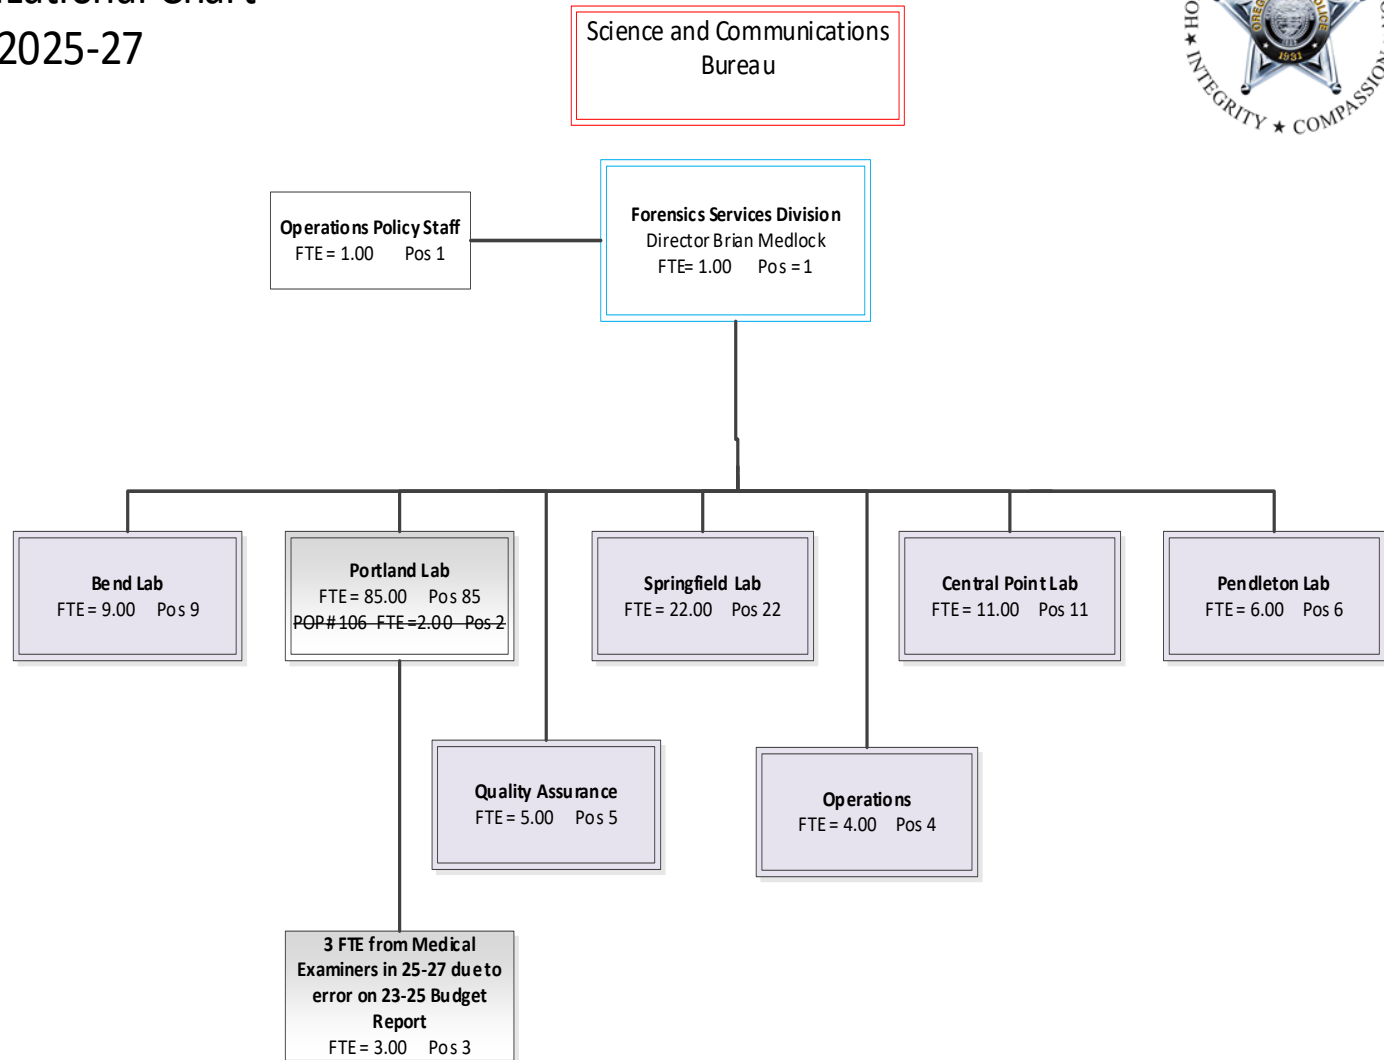 2025-27
Science and Communications
Bureau
OREG
POLICE
1931
INTEGRITY ★ COMPASSION
Operations Policy Staff
FTE = 1.00 Pos 1
Forensics Services Division
Director Brian Medlock
FTE= 1.00 Pos = 1
Bend Lab
FTE = 9.00 Pos 9
Portland Lab
FTE = 85.00 Pos 85
POP# 106 FTE =2.00 Pos 2
Springfield Lab
FTE = 22.00 Pos 22
Central Point Lab
FTE = 11.00 Pos 11
Pendleton Lab
FTE = 6.00 Pos 6
Quality Assurance
FTE = 5.00 Pos 5
Operations
FTE = 4.00 Pos 4
3 FTE from Medical
Examiners in 25-27 due to
error on 23-25 Budget
Report
FTE = 3.00 Pos 3